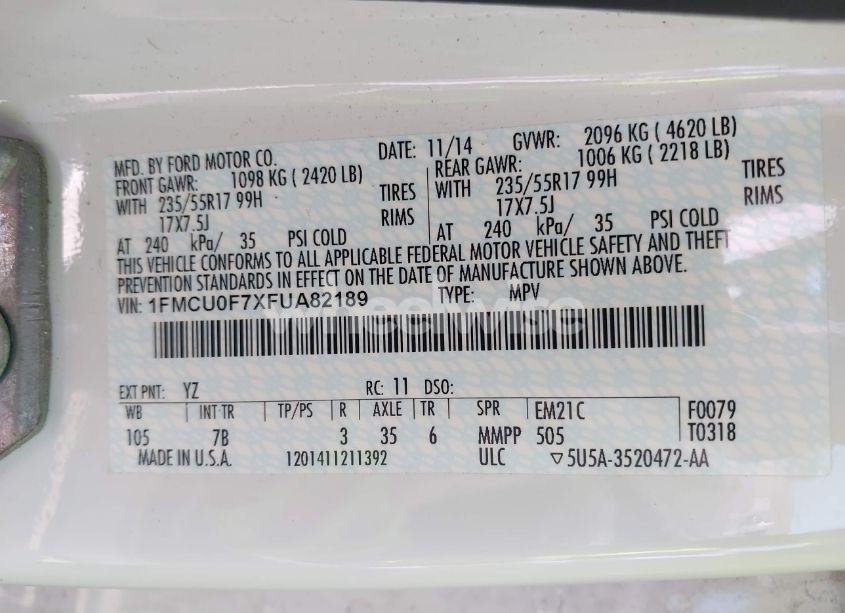 MFD. BY FORD MOTOR CO. DATE: 11/14 GVWR: 2096 KG ( 4620 LB)
FRONT GAWR: 1098 KG ( 2420 LB) REAR GAWR: 1006 KG ( 2218 LB)
WITH 235/55R17 99H TIRES WITH 235/55R17 99H TIRES
17X7.5J RIMS 17X7.5J RIMS
AT 240 kPa/ 35 PSI COLD AT 240 kPa/ 35 PSI COLD
THIS VEHICLE CONFORMS TO ALL APPLICABLE FEDERAL MOTOR VEHICLE SAFETY AND THEFT
PREVENTION STANDARDS IN EFFECT ON THE DATE OF MANUFACTURE SHOWN ABOVE.
VIN: 1FMCU0F7XFUA82189 TYPE: MPV
wheelwise
EXT PNT: YZ RC: 11 DSO:
WB INT TR TP/PS R AXLE TR SPR EM21C F0079
105 7B 3 35 6 MMPP 505 T0318
MADE IN U.S.A. 1201411211392 ULC ▽5U5A-3520472-AA